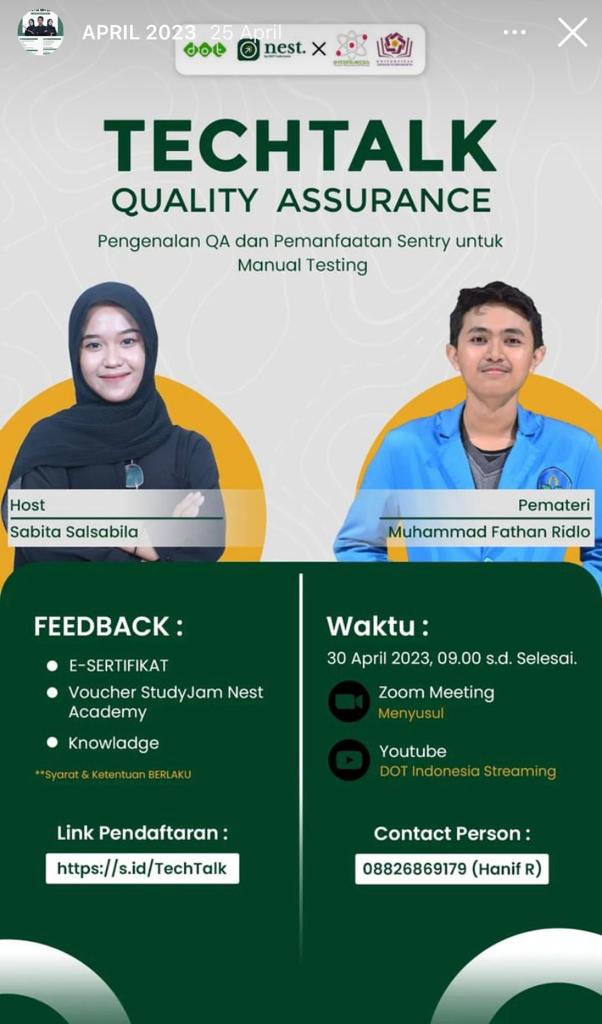 APRIL 2023 25 April
dot nest. X
TECHTALK
QUALITY ASSURANCE
Pengenalan QA dan Pemanfaatan Sentry untuk
Manual Testing
Host
Sabita Salsabila
Pemateri
Muhammad Fathan Ridlo
FEEDBACK :
E-SERTIFIKAT
Voucher StudyJam Nest
Academy
Knowladge
**Syarat & Ketentuan BERLAKU
Link Pendaftaran :
https://s.id/TechTalk
Waktu :
30 April 2023, 09.00 s.d. Selesai.
Zoom Meeting
Menyusul
Youtube
DOT Indonesia Streaming
Contact Person :
08826869179 (Hanif R)